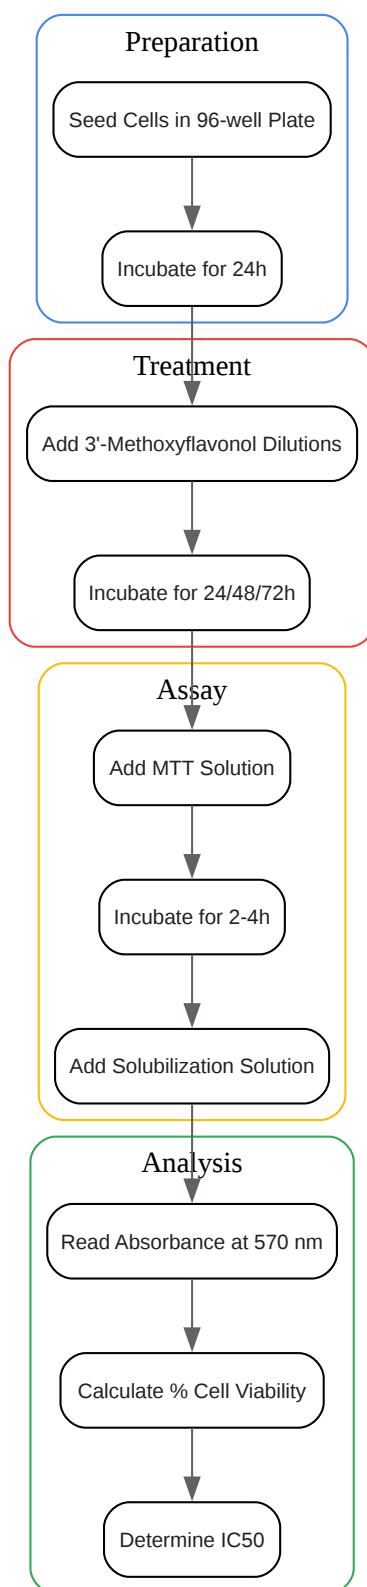 Preparation
Seed Cells in 96-well Plate
Incubate for 24h
Treatment
Add 3'-Methoxyflavonol Dilutions
Incubate for 24/48/72h
Assay
Add MTT Solution
Incubate for 2-4h
Add Solubilization Solution
Analysis
Read Absorbance at 570 nm
Calculate % Cell Viability
Determine IC50